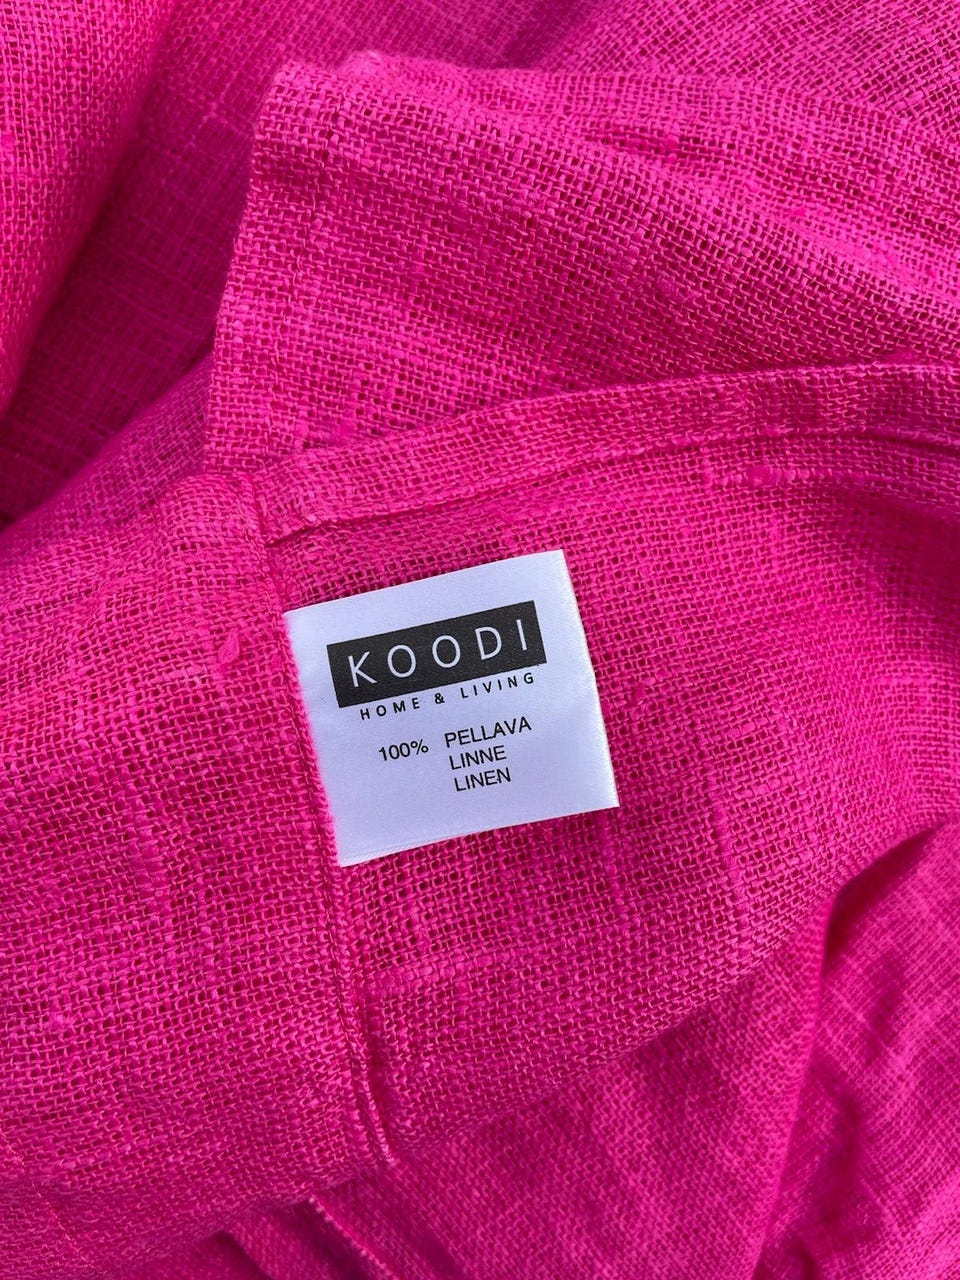 KOODI
HOME & LIVING
100% PELLAVA
LINNE
LINEN